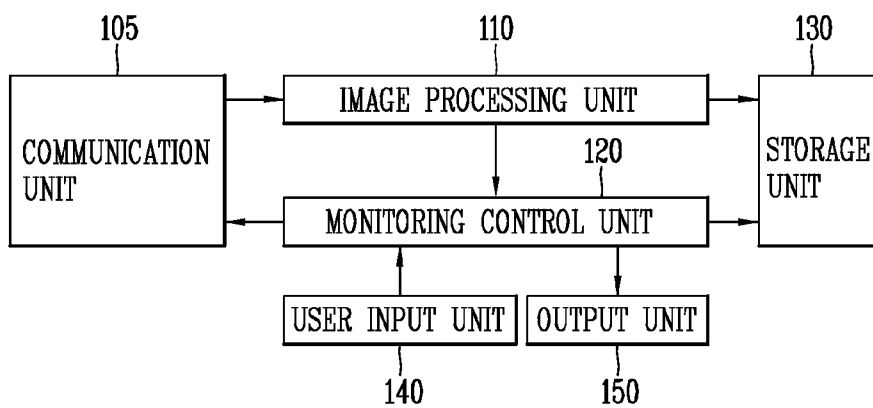 105
110
130
COMMUNICATION
UNIT
IMAGE PROCESSING UNIT
STORAGE
UNIT
120
MONITORING CONTROL UNIT
USER INPUT UNIT
OUTPUT UNIT
140
150